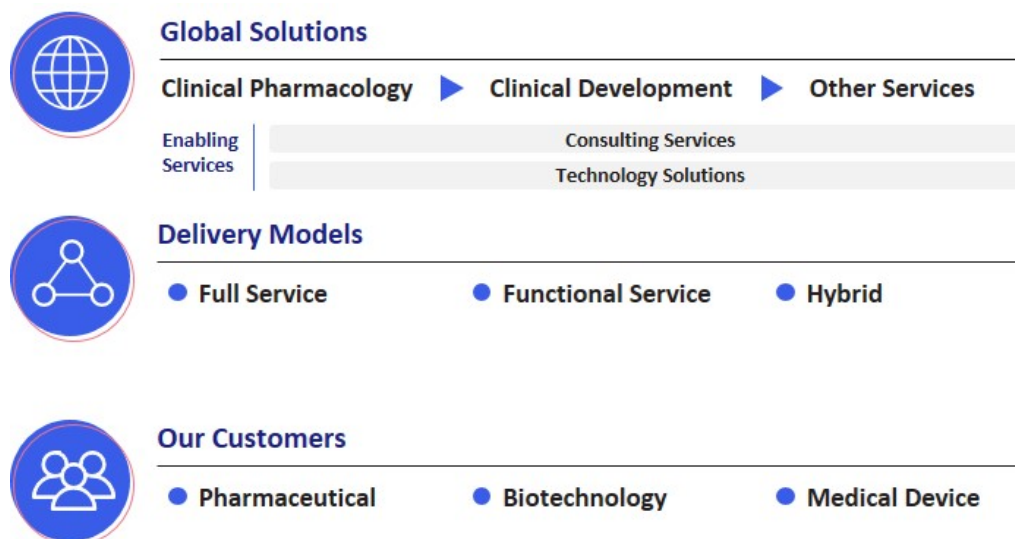 Global Solutions
Clinical Pharmacology Clinical Development Other Services
Enabling
Services
Consulting Services
Technology Solutions
Delivery Models
Full Service Functional Service Hybrid
Our Customers
Pharmaceutical Biotechnology Medical Device